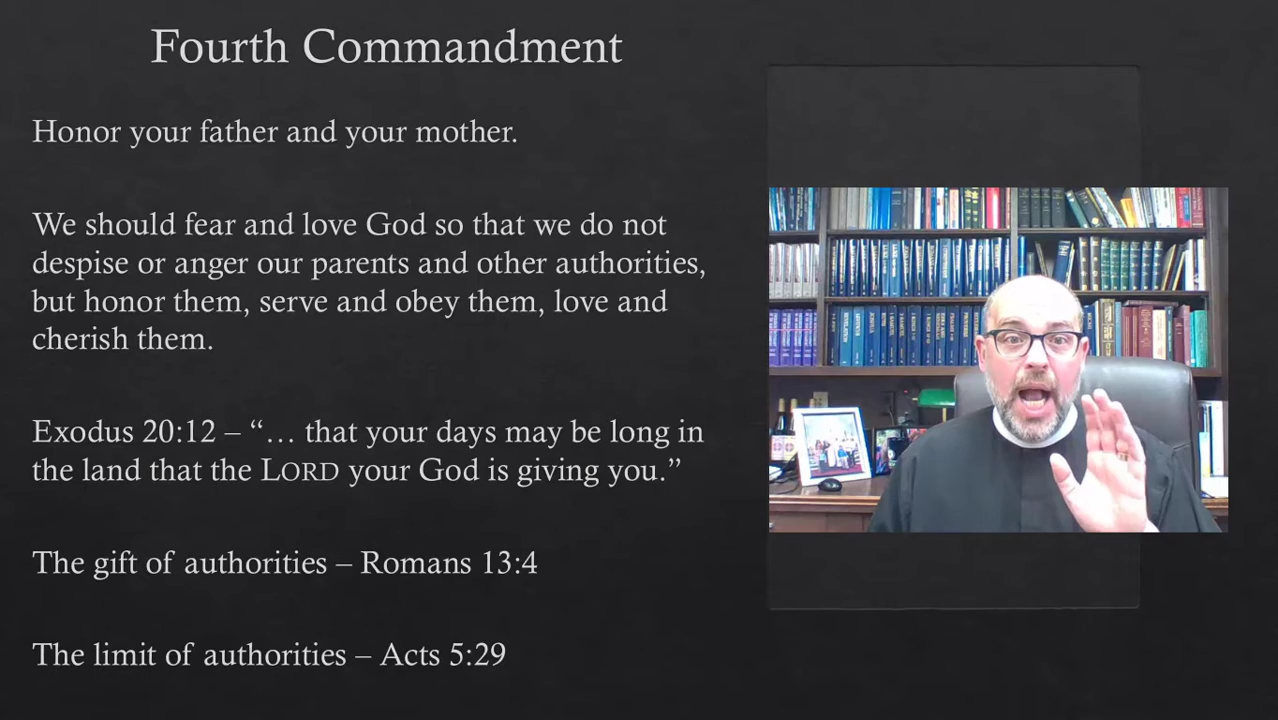 Fourth Commandment
Honor your father and your mother.
We should fear and love God so that we do not
despise or anger our parents and other authorities,
but honor them, serve and obey them, love and
cherish them.
Exodus 20:12 – “… that your days may be long in
the land that the LORD your God is giving you.”
The gift of authorities – Romans 13:4
The limit of authorities – Acts 5:29